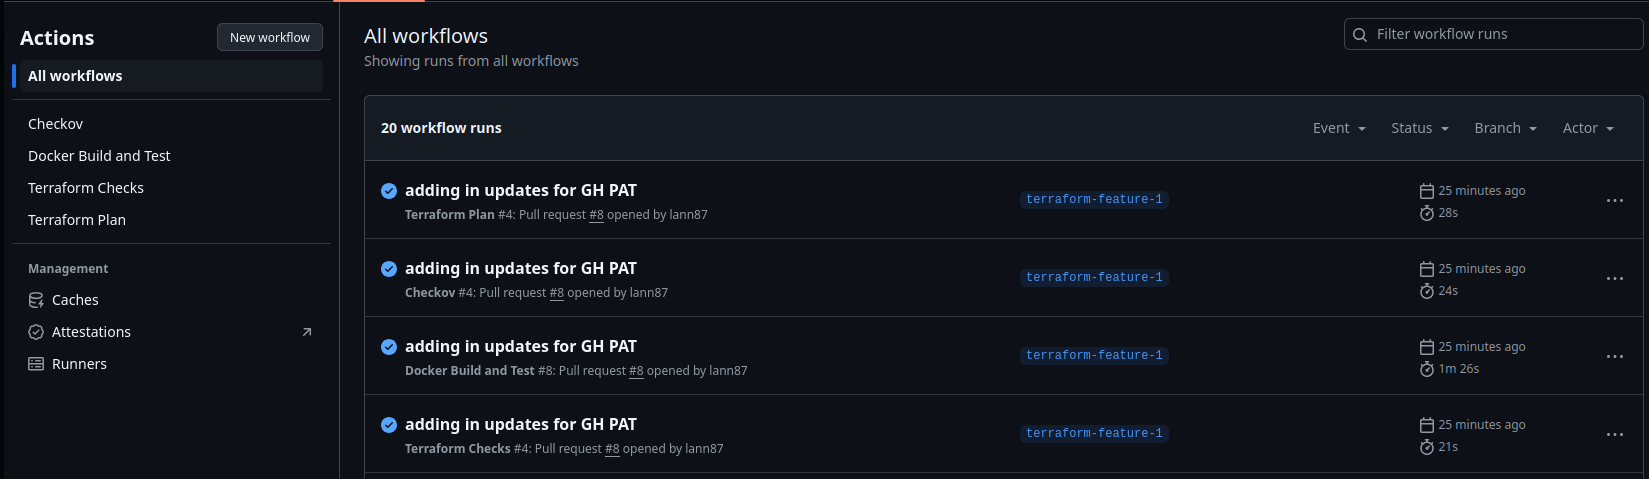 Actions
New workflow
All workflows
Checkov
Docker Build and Test
Terraform Checks
Terraform Plan
Management
Caches
Attestations
Runners
All workflows
Showing runs from all workflows
Filter workflow runs
20 workflow runs
Event
Status
Branch
Actor
adding in updates for GH PAT
Terraform Plan #4: Pull request #8 opened by lann87
terraform-feature-1
25 minutes ago
28s
adding in updates for GH PAT
Checkov #4: Pull request #8 opened by lann87
terraform-feature-1
25 minutes ago
24s
adding in updates for GH PAT
Docker Build and Test #8: Pull request #8 opened by lann87
terraform-feature-1
25 minutes ago
1m 26s
adding in updates for GH PAT
Terraform Checks #4: Pull request #8 opened by lann87
terraform-feature-1
25 minutes ago
21s